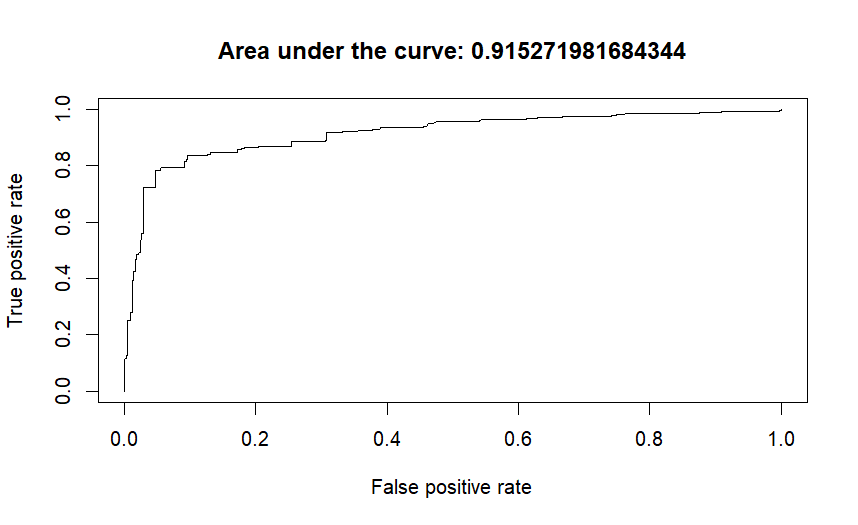 Area under the curve: 0.915271981684344
True positive rate
1.0
0.8
0.6
0.4
0.2
0.0
0.0 0.2 0.4 0.6 0.8 1.0
False positive rate